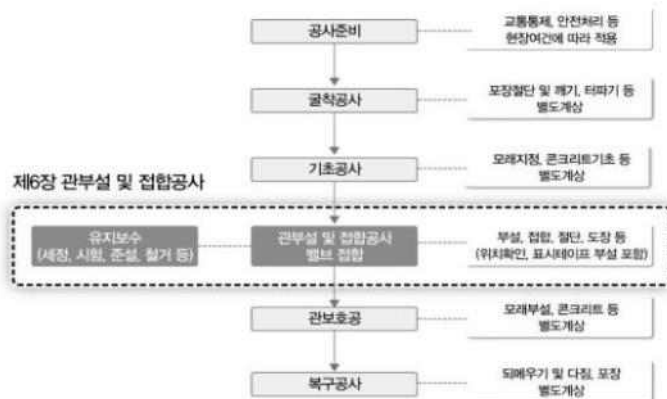 공사준비
교통통제, 안전처리 등
현장여건에 따라 적용
굴착공사
포장절단 및 깨기, 터파기 등
별도계상
기초공사
모래지정, 콘크리트기초 등
별도계상
제6장 관부설 및 접합공사
유지보수
(세정, 시험, 준설, 철거 등)
관부설 및 접합공사
밸브 접합
부설, 접합, 절단, 도장 등
(위치확인, 표시테이프 부설 포함)
관보호공
모래부설, 콘크리트 등
별도계상
복구공사
되메우기 및 다짐, 포장
별도계상